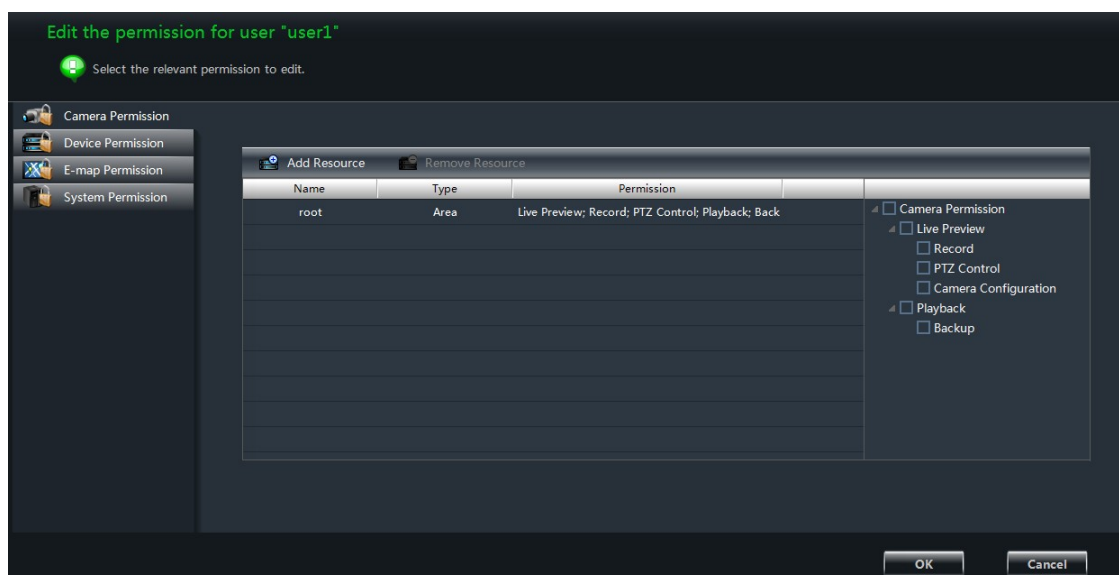 Edit the permission for user "user1"
Select the relevant permission to edit.
Camera Permission
Device Permission
E-map Permission
System Permission
Add Resource Remove Resource
Name Type Permission
root Area Live Preview; Record; PTZ Control; Playback; Back
Camera Permission
Live Preview
Record
PTZ Control
Camera Configuration
Playback
Backup
OK Cancel